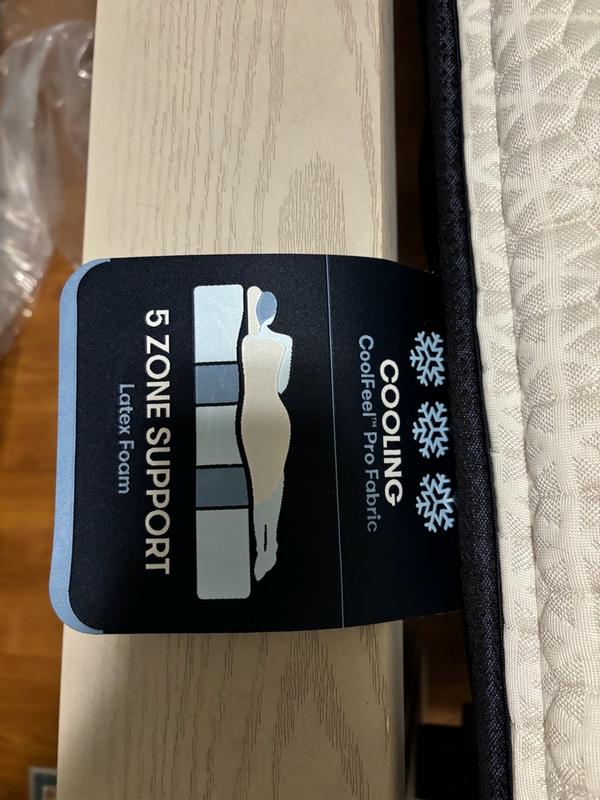 COOLING
CoolFeel™ Pro Fabric
5 ZONE SUPPORT
Latex Foam